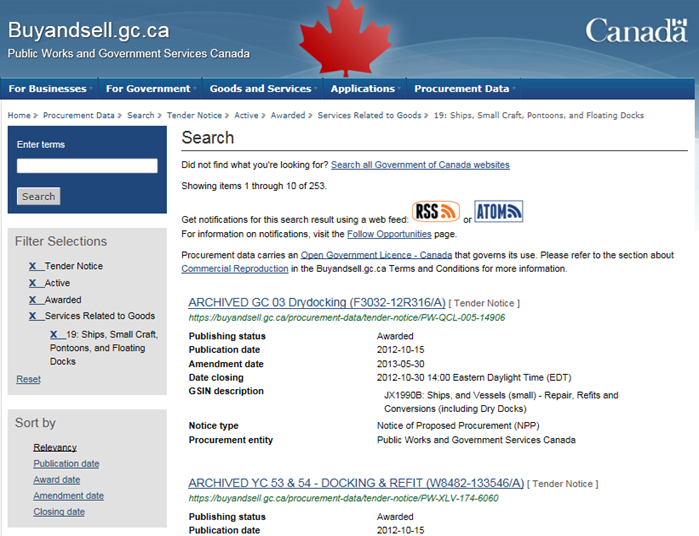 Buyandsell.gc.ca
Public Works and Government Services Canada
Canada
For Businesses For Government Goods and Services Applications Procurement Data
Home Procurement Data Search Tender Notice Active Awarded Services Related to Goods 19: Ships, Small Craft, Pontoons, and Floating Docks
Enter terms
Search
Filter Selections
X Tender Notice
X Active
X Awarded
X Services Related to Goods
X 19: Ships, Small Craft,
Pontoons, and Floating
Docks
Reset
Sort by
Relevancy
Publication date
Award date
Amendment date
Closing date
Search
Did not find what you're looking for? Search all Government of Canada websites
Showing items 1 through 10 of 253.
Get notifications for this search result using a web feed: RSS or ATOM
For information on notifications, visit the Follow Opportunities page.
Procurement data carries an Open Government Licence - Canada that governs its use. Please refer to the section about
Commercial Reproduction in the Buyandsell.gc.ca Terms and Conditions for more information.
ARCHIVED GC 03 Drydocking (F3032-12R316/A) [ Tender Notice ]
https://buyandsell.gc.ca/procurement-data/tender-notice/PW-QCL-005-14906
Publishing status Awarded
Publication date 2012-10-15
Amendment date 2013-05-30
Date closing 2012-10-30 14:00 Eastern Daylight Time (EDT)
GSIN description JX1990B: Ships, and Vessels (small) - Repair, Refits and
Conversions (including Dry Docks)
Notice type Notice of Proposed Procurement (NPP)
Procurement entity Public Works and Government Services Canada
ARCHIVED YC 53 & 54 - DOCKING & REFIT (W8482-133546/A) [ Tender Notice ]
https://buyandsell.gc.ca/procurement-data/tender-notice/PW-XLV-174-6060
Publishing status Awarded
Publication date 2012-10-15